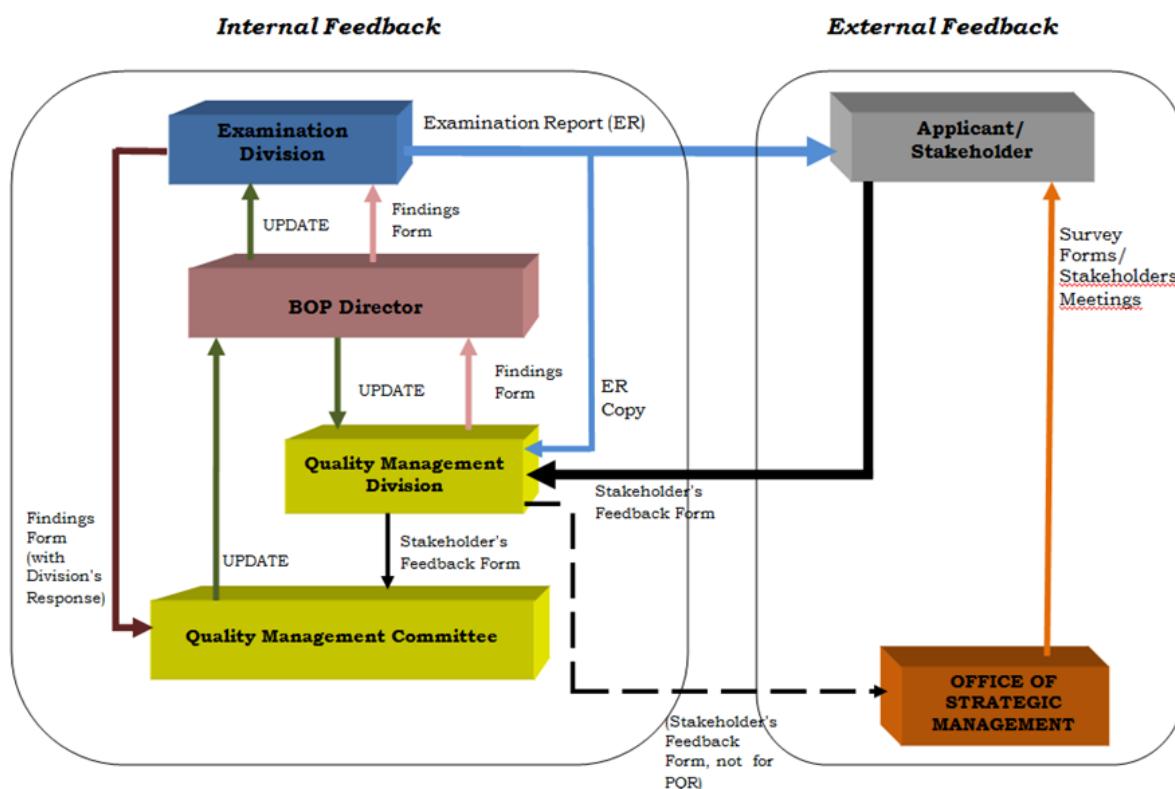 Internal Feedback
External Feedback
Examination
Division
Examination Report (ER)
Applicant/
Stakeholder
UPDATE
Findings
Form
Survey
Forms/
Stakeholders
Meetings
BOP Director
UPDATE
UPDATE
Findings
Form
ER
Copy
Quality Management
Division
Stakeholder's
Feedback Form
Findings
Form
(with
Division's
Response)
UPDATE
Stakeholder's
Feedback Form
Quality Management Committee
OFFICE OF
STRATEGIC
MANAGEMENT
(Stakeholder's
Feedback
Form, not for
PQR)